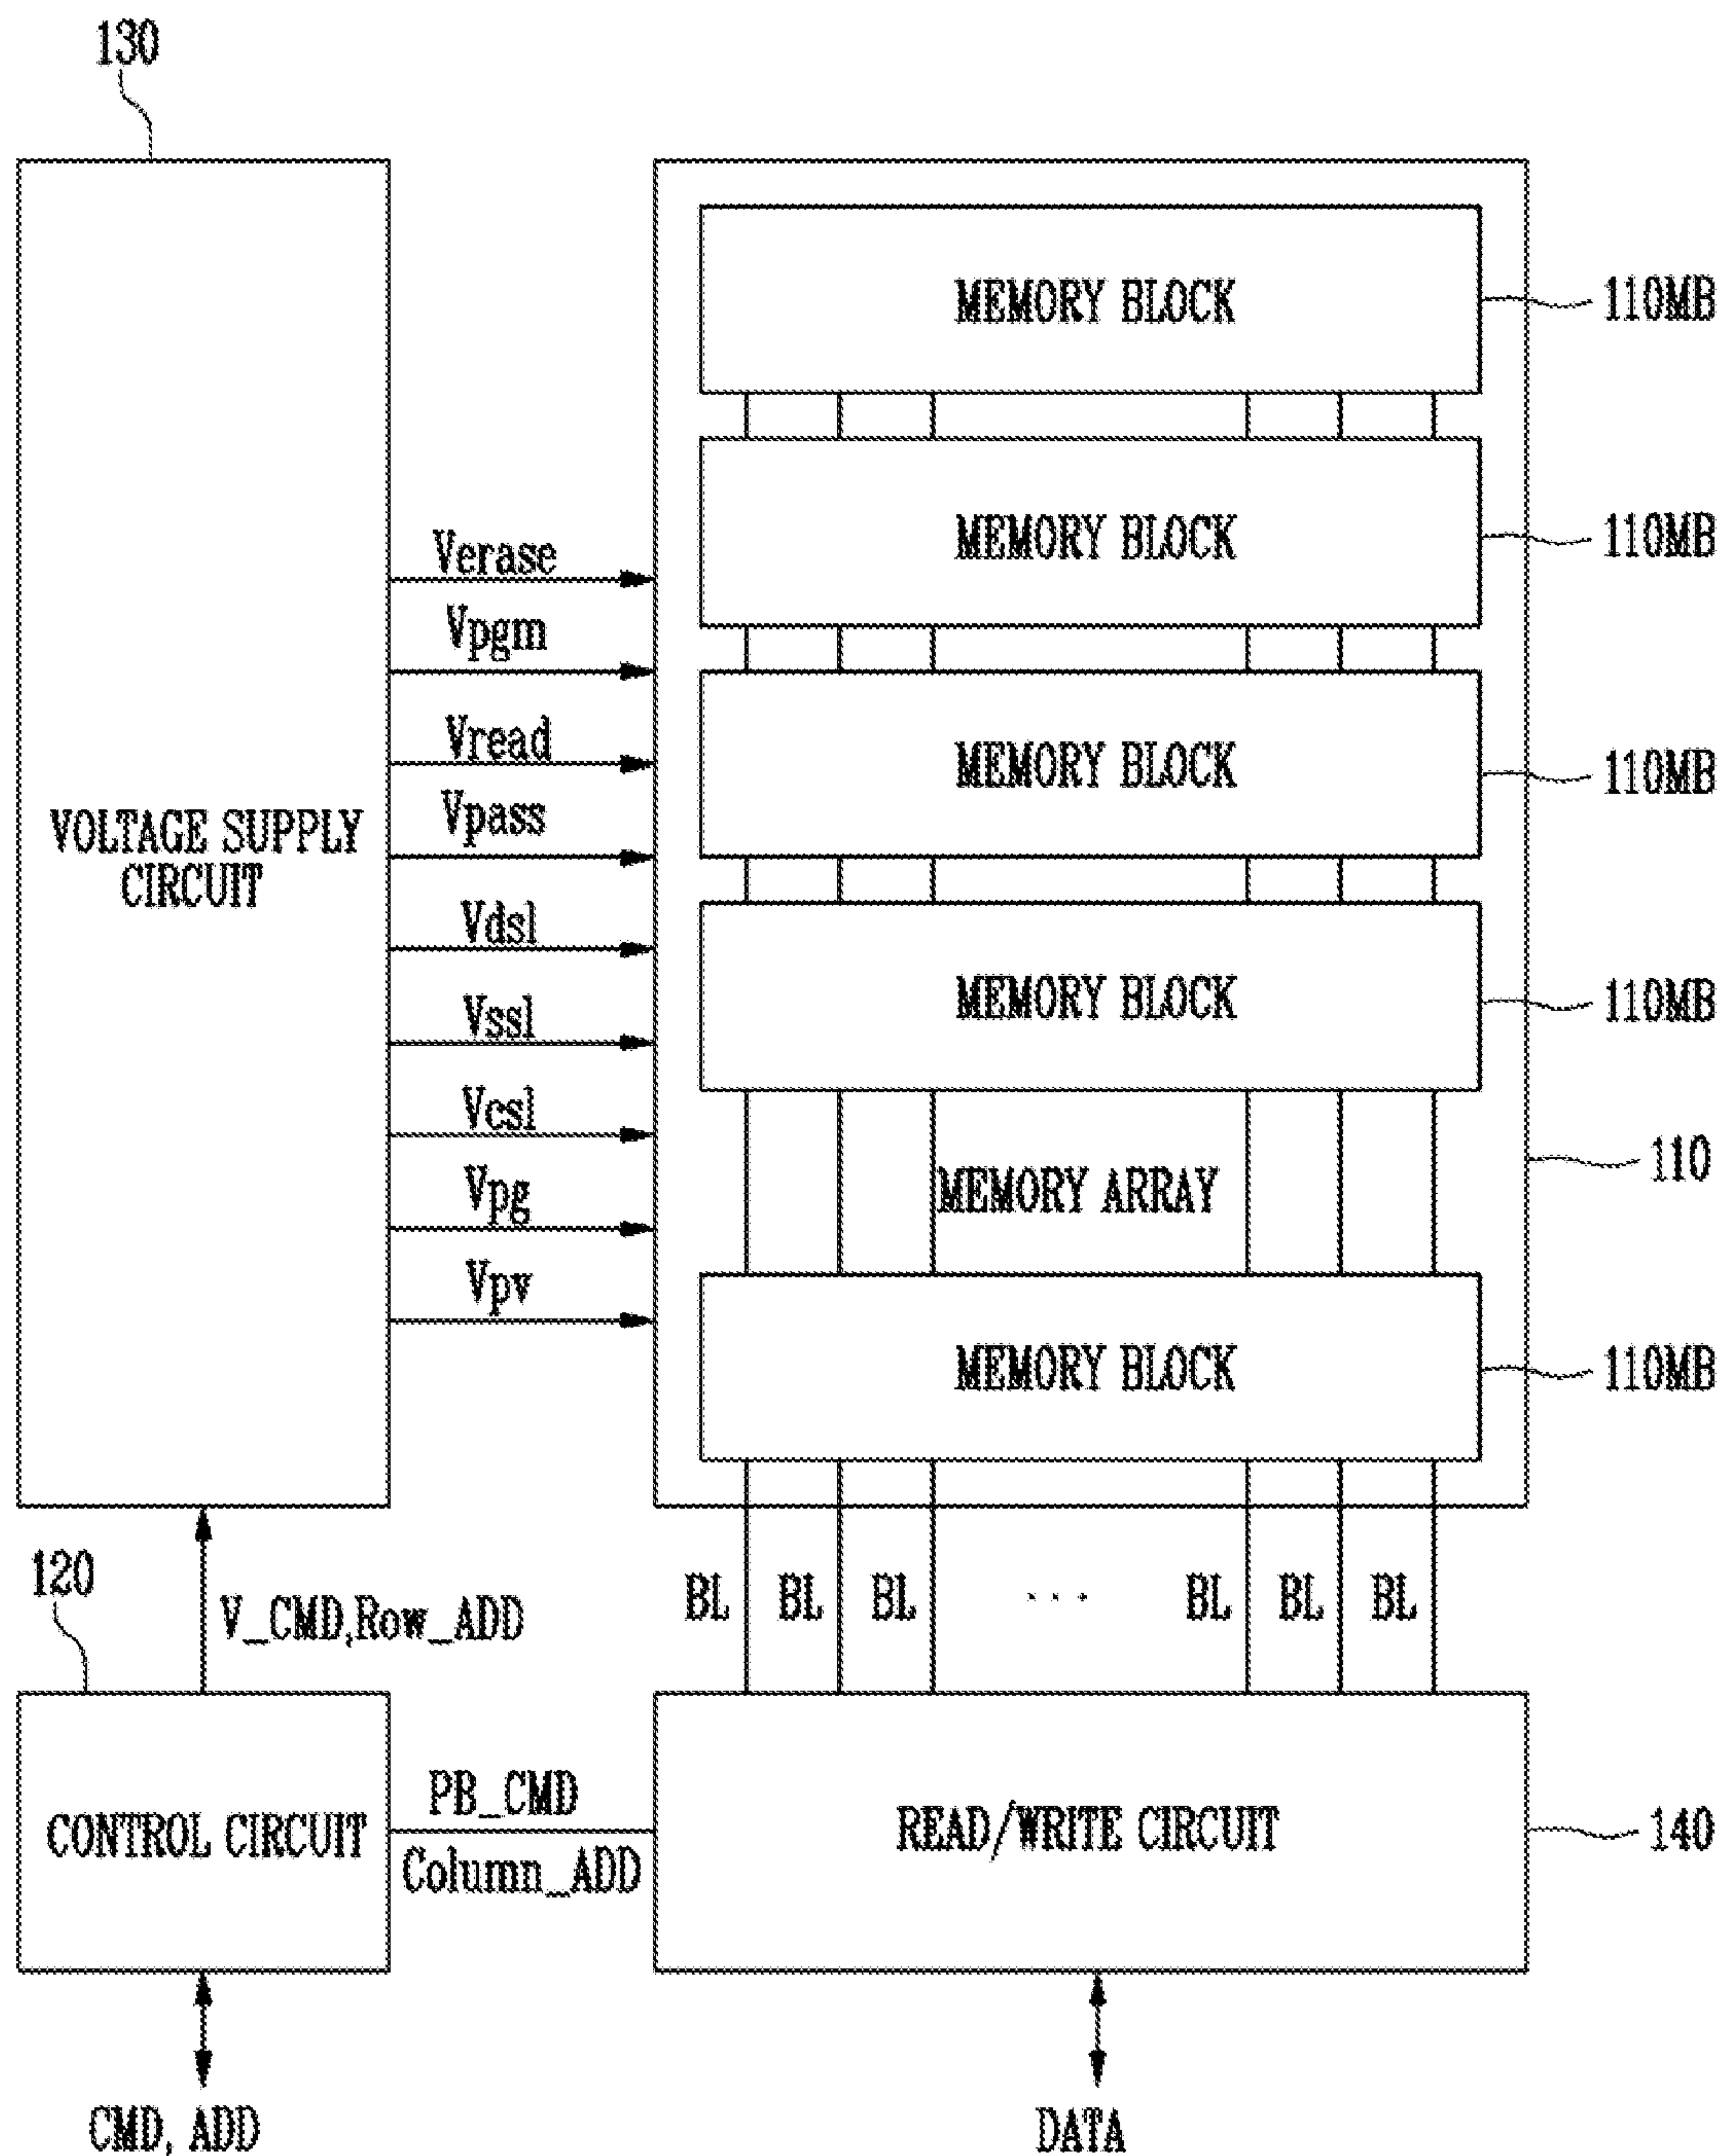 130
MEMORY BLOCK
110MB
MEMORY BLOCK
110MB
Verase
Vpgm
Vread
MEMORY BLOCK
110MB
Vpass
VOLTAGE SUPPLY
CIRCUIT
Vdsl
Vssl
MEMORY BLOCK
110MB
Vcsl
Vpg
MEMORY ARRAY
110
Vpv
MEMORY BLOCK
110MB
120
V_CMD,Row_ADD
BL BL BL ... BL BL BL
PB_CMD
CONTROL CIRCUIT
Column_ADD
READ/WRITE CIRCUIT
140
CMD, ADD
DATA